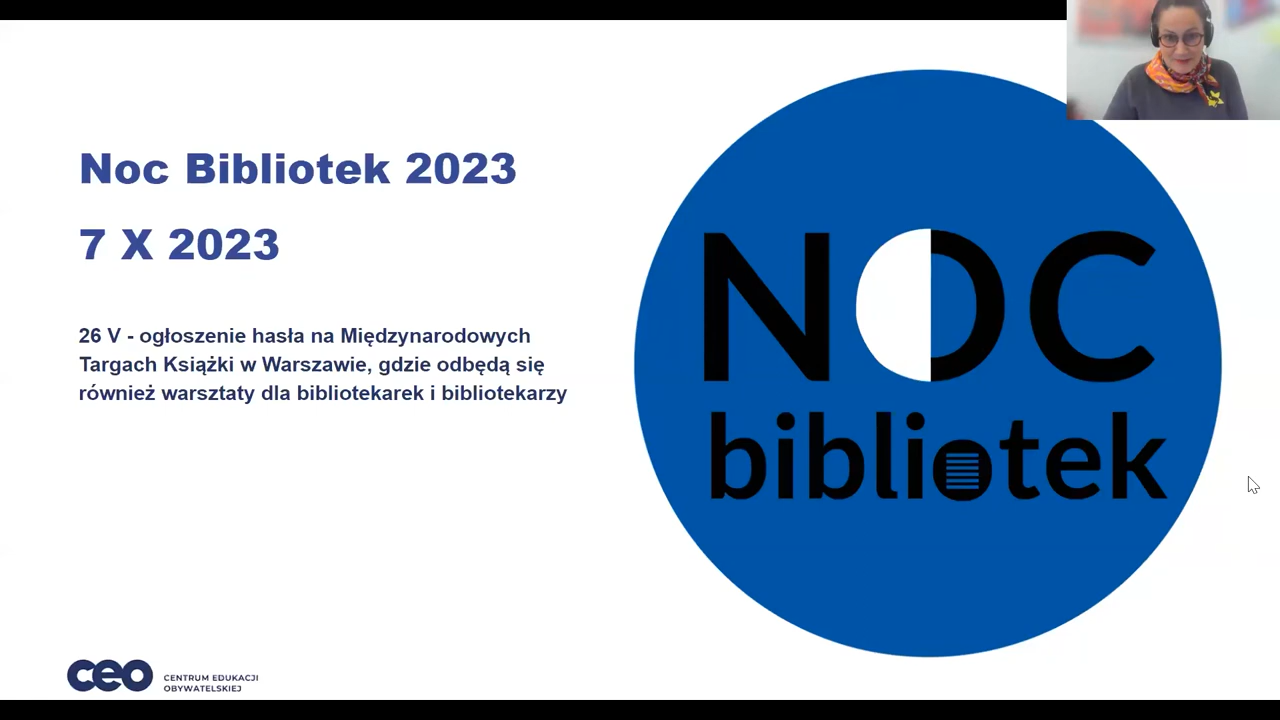 Noc Bibliotek 2023
7 X 2023
26 V - ogłoszenie hasła na Międzynarodowych
Targach Książki w Warszawie, gdzie odbędą się
również warsztaty dla bibliotekarek i bibliotekarzy
NOC
bibliotek
ceo
CENTRUM EDUKACJI
OBYWATELSKIEJ